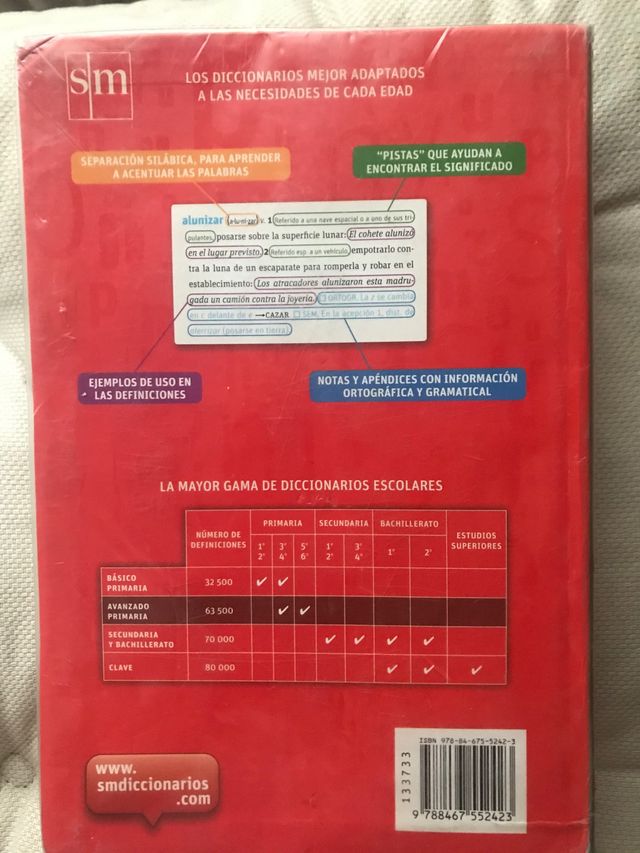 sm
LOS DICCIONARIOS MEJOR ADAPTADOS
A LAS NECESIDADES DE CADA EDAD
SEPARACIÓN SILÁBICA, PARA APRENDER
A ACENTUAR LAS PALABRAS
"PISTAS" QUE AYUDAN A
ENCONTRAR EL SIGNIFICADO
alunizar (a·lu·ni·zar) v. 1 Referido a una nave espacial o a uno de sus tri-
pulantes, posarse sobre la superficie lunar: El cohete alunizó
en el lugar previsto. 2 Referido esp. a un vehículo, empotrarlo con-
tra la luna de un escaparate para romperla y robar en el
establecimiento: Los atracadores alunizaron esta madru-
gada un camión contra la joyería. □ ORTOGR. La z se cambia
en c delante de e →CAZAR □ SEM. En la acepción 1, dist. de
aterrizar (posarse en tierra).
EJEMPLOS DE USO EN
LAS DEFINICIONES
NOTAS Y APÉNDICES CON INFORMACIÓN
ORTOGRÁFICA Y GRAMATICAL
LA MAYOR GAMA DE DICCIONARIOS ESCOLARES
NÚMERO DE
DEFINICIONES
PRIMARIA SECUNDARIA BACHILLERATO ESTUDIOS
SUPERIORES
1º 3º 5º 1º 3º 1º 2º
2º 4º 6º 2º 4º
BÁSICO
PRIMARIA 32 500 ✓ ✓
AVANZADO
PRIMARIA 63 500 ✓ ✓
SECUNDARIA
Y BACHILLERATO 70 000 ✓ ✓ ✓ ✓
CLAVE 80 000 ✓ ✓ ✓
www.
smdiccionarios
.com
ISBN 978-84-675-5242-3
133733
9 788467 552423